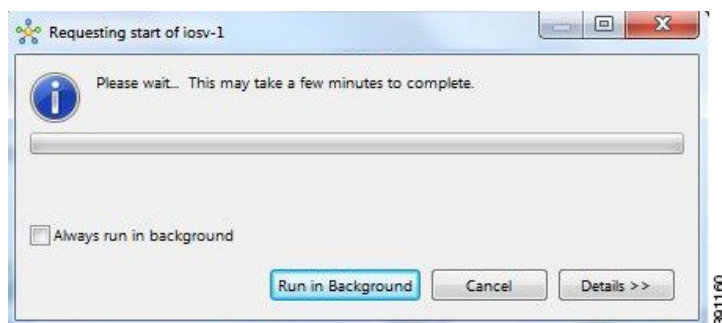 Requesting start of iosv-1
Please wait... This may take a few minutes to complete.
Always run in background
Run in Background
Cancel
Details >>
391160